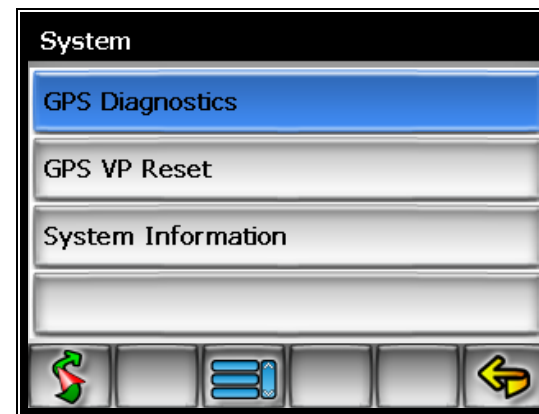 System
GPS Diagnostics
GPS VP Reset
System Information